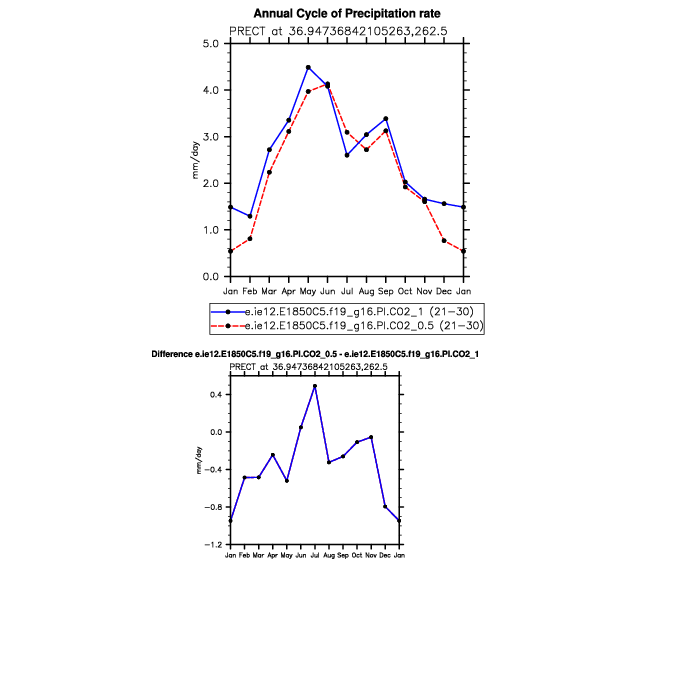 Annual Cycle of Precipitation rate
PRECT at 36.94736842105263,262.5
5.0
4.0
3.0
2.0
1.0
0.0
mm/day
Jan Feb Mar Apr May Jun Jul Aug Sep Oct Nov Dec Jan
e.ie12.E1850C5.f19_g16.PI.CO2_1 (21-30)
e.ie12.E1850C5.f19_g16.PI.CO2_0.5 (21-30)
Difference e.ie12.E1850C5.f19_g16.PI.CO2_0.5 - e.ie12.E1850C5.f19_g16.PI.CO2_1
PRECT at 36.94736842105263,262.5
0.4
0.0
-0.4
-0.8
-1.2
mm/day
Jan Feb Mar Apr May Jun Jul Aug Sep Oct Nov Dec Jan